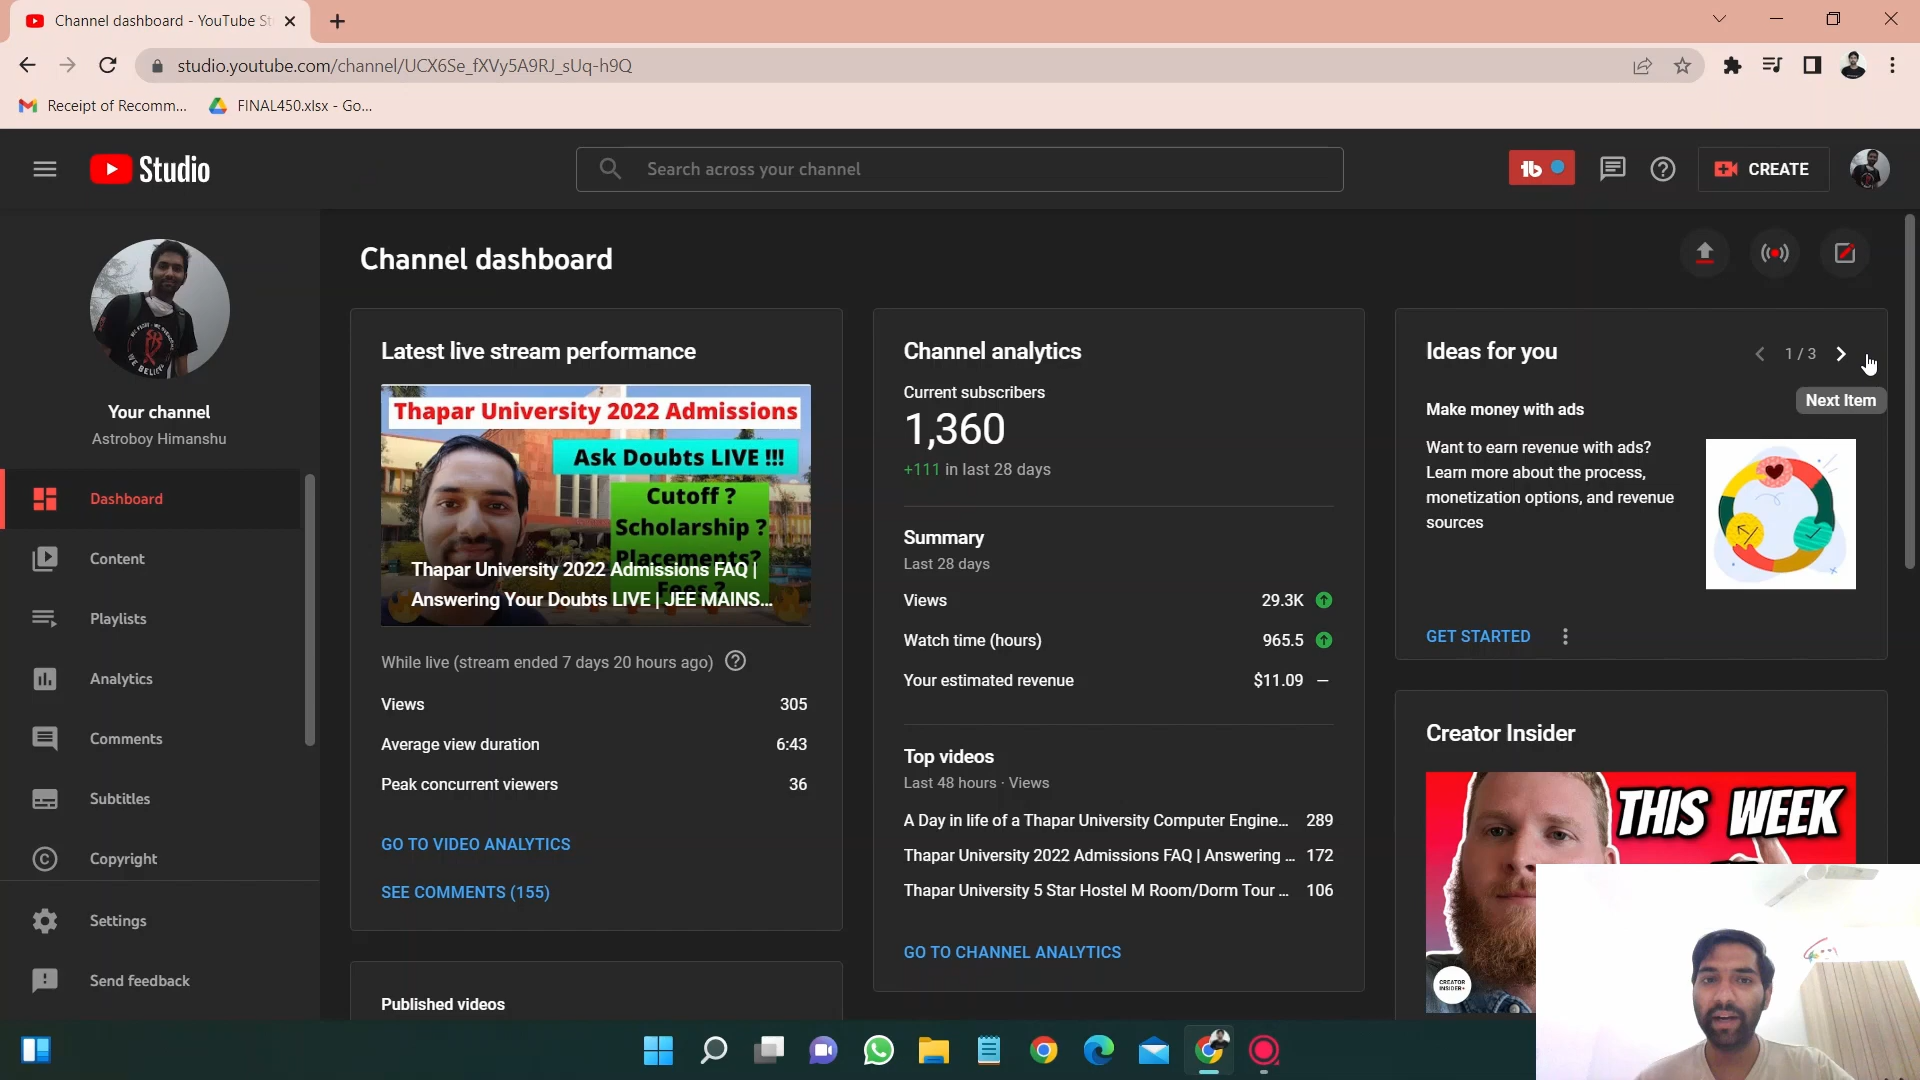 Channel dashboard - YouTube St
studio.youtube.com/channel/UCX6Se_fXVy5A9RJ_sUq-h9Q
Receipt of Recomm...
FINAL450.xlsx - Go...
Studio
Search across your channel
tb
CREATE
Your channel
Astroboy Himanshu
Dashboard
Content
Playlists
Analytics
Comments
Subtitles
Copyright
Settings
Send feedback
Channel dashboard
Latest live stream performance
Thapar University 2022 Admissions
Ask Doubts LIVE !!!
Cutoff ?
Scholarship ?
Placements?
Fees ?
Thapar University 2022 Admissions FAQ |
Answering Your Doubts LIVE | JEE MAINS...
While live (stream ended 7 days 20 hours ago)
Views 305
Average view duration 6:43
Peak concurrent viewers 36
GO TO VIDEO ANALYTICS
SEE COMMENTS (155)
Published videos
Channel analytics
Current subscribers
1,360
+111 in last 28 days
Summary
Last 28 days
Views 29.3K
Watch time (hours) 965.5
Your estimated revenue $11.09 —
Top videos
Last 48 hours · Views
A Day in life of a Thapar University Computer Engine... 289
Thapar University 2022 Admissions FAQ | Answering ... 172
Thapar University 5 Star Hostel M Room/Dorm Tour ... 106
GO TO CHANNEL ANALYTICS
Ideas for you
1 / 3
Next Item
Make money with ads
Want to earn revenue with ads?
Learn more about the process,
monetization options, and revenue
sources
GET STARTED
Creator Insider
THIS WEEK
CREATOR
INSIDER+